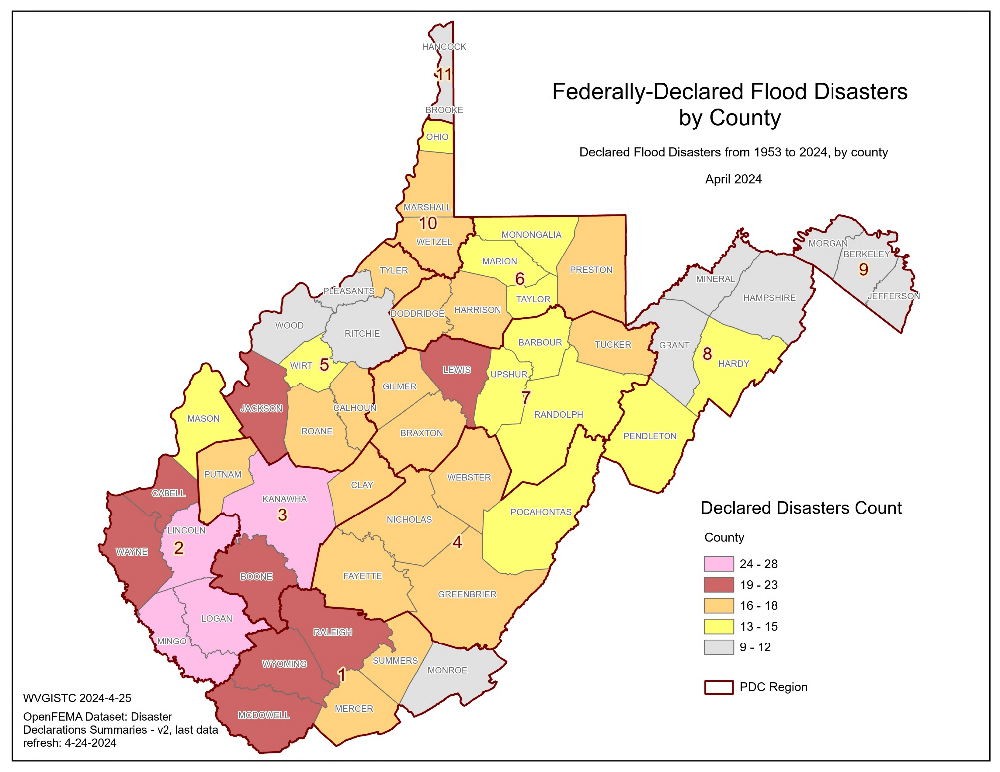 Federally-Declared Flood Disasters
by County
Declared Flood Disasters from 1953 to 2024, by county
April 2024
HANCOCK
11
BROOKE
OHIO
MARSHALL
10
WETZEL
MONONGALIA
MARION
6
PRESTON
TAYLOR
TYLER
PLEASANTS
DODDRIDGE
HARRISON
WOOD
RITCHIE
WIRT
5
MORGAN
BERKELEY
9
JEFFERSON
MINERAL
HAMPSHIRE
GRANT
8
HARDY
BARBOUR
TUCKER
LEWIS
UPSHUR
7
RANDOLPH
PENDLETON
GILMER
CALHOUN
BRAXTON
JACKSON
ROANE
MASON
PUTNAM
CABELL
KANAWHA
3
CLAY
WEBSTER
POCAHONTAS
NICHOLAS
4
LINCOLN
2
WAYNE
BOONE
FAYETTE
GREENBRIER
LOGAN
MINGO
RALEIGH
WYOMING
1
SUMMERS
MONROE
MERCER
MCDOWELL
Declared Disasters Count
County
24 - 28
19 - 23
16 - 18
13 - 15
9 - 12
PDC Region
WVGISTC 2024-4-25
OpenFEMA Dataset: Disaster
Declarations Summaries - v2, last data
refresh: 4-24-2024